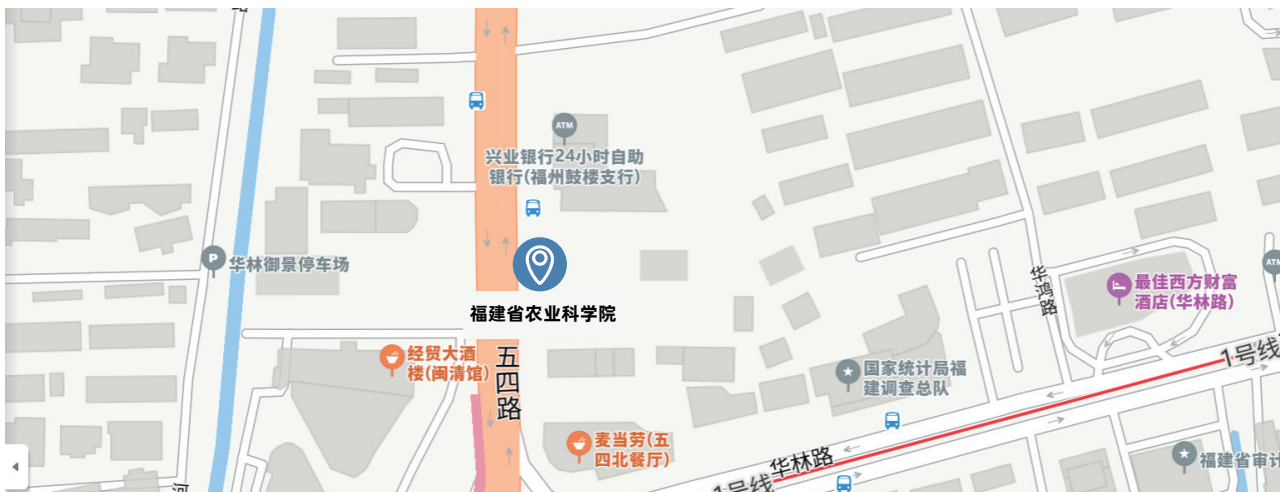 ATM
兴业银行24小时自助
银行(福州鼓楼支行)
P
华林御景停车场
ATM
华鸿路
最佳西方财富
酒店(华林路)
福建省农业科学院
经贸大酒
楼(闽清馆)
五四路
国家统计局福
建调查总队
1号线
麦当劳(五
四北餐厅)
华林路
福建省审计
1号线